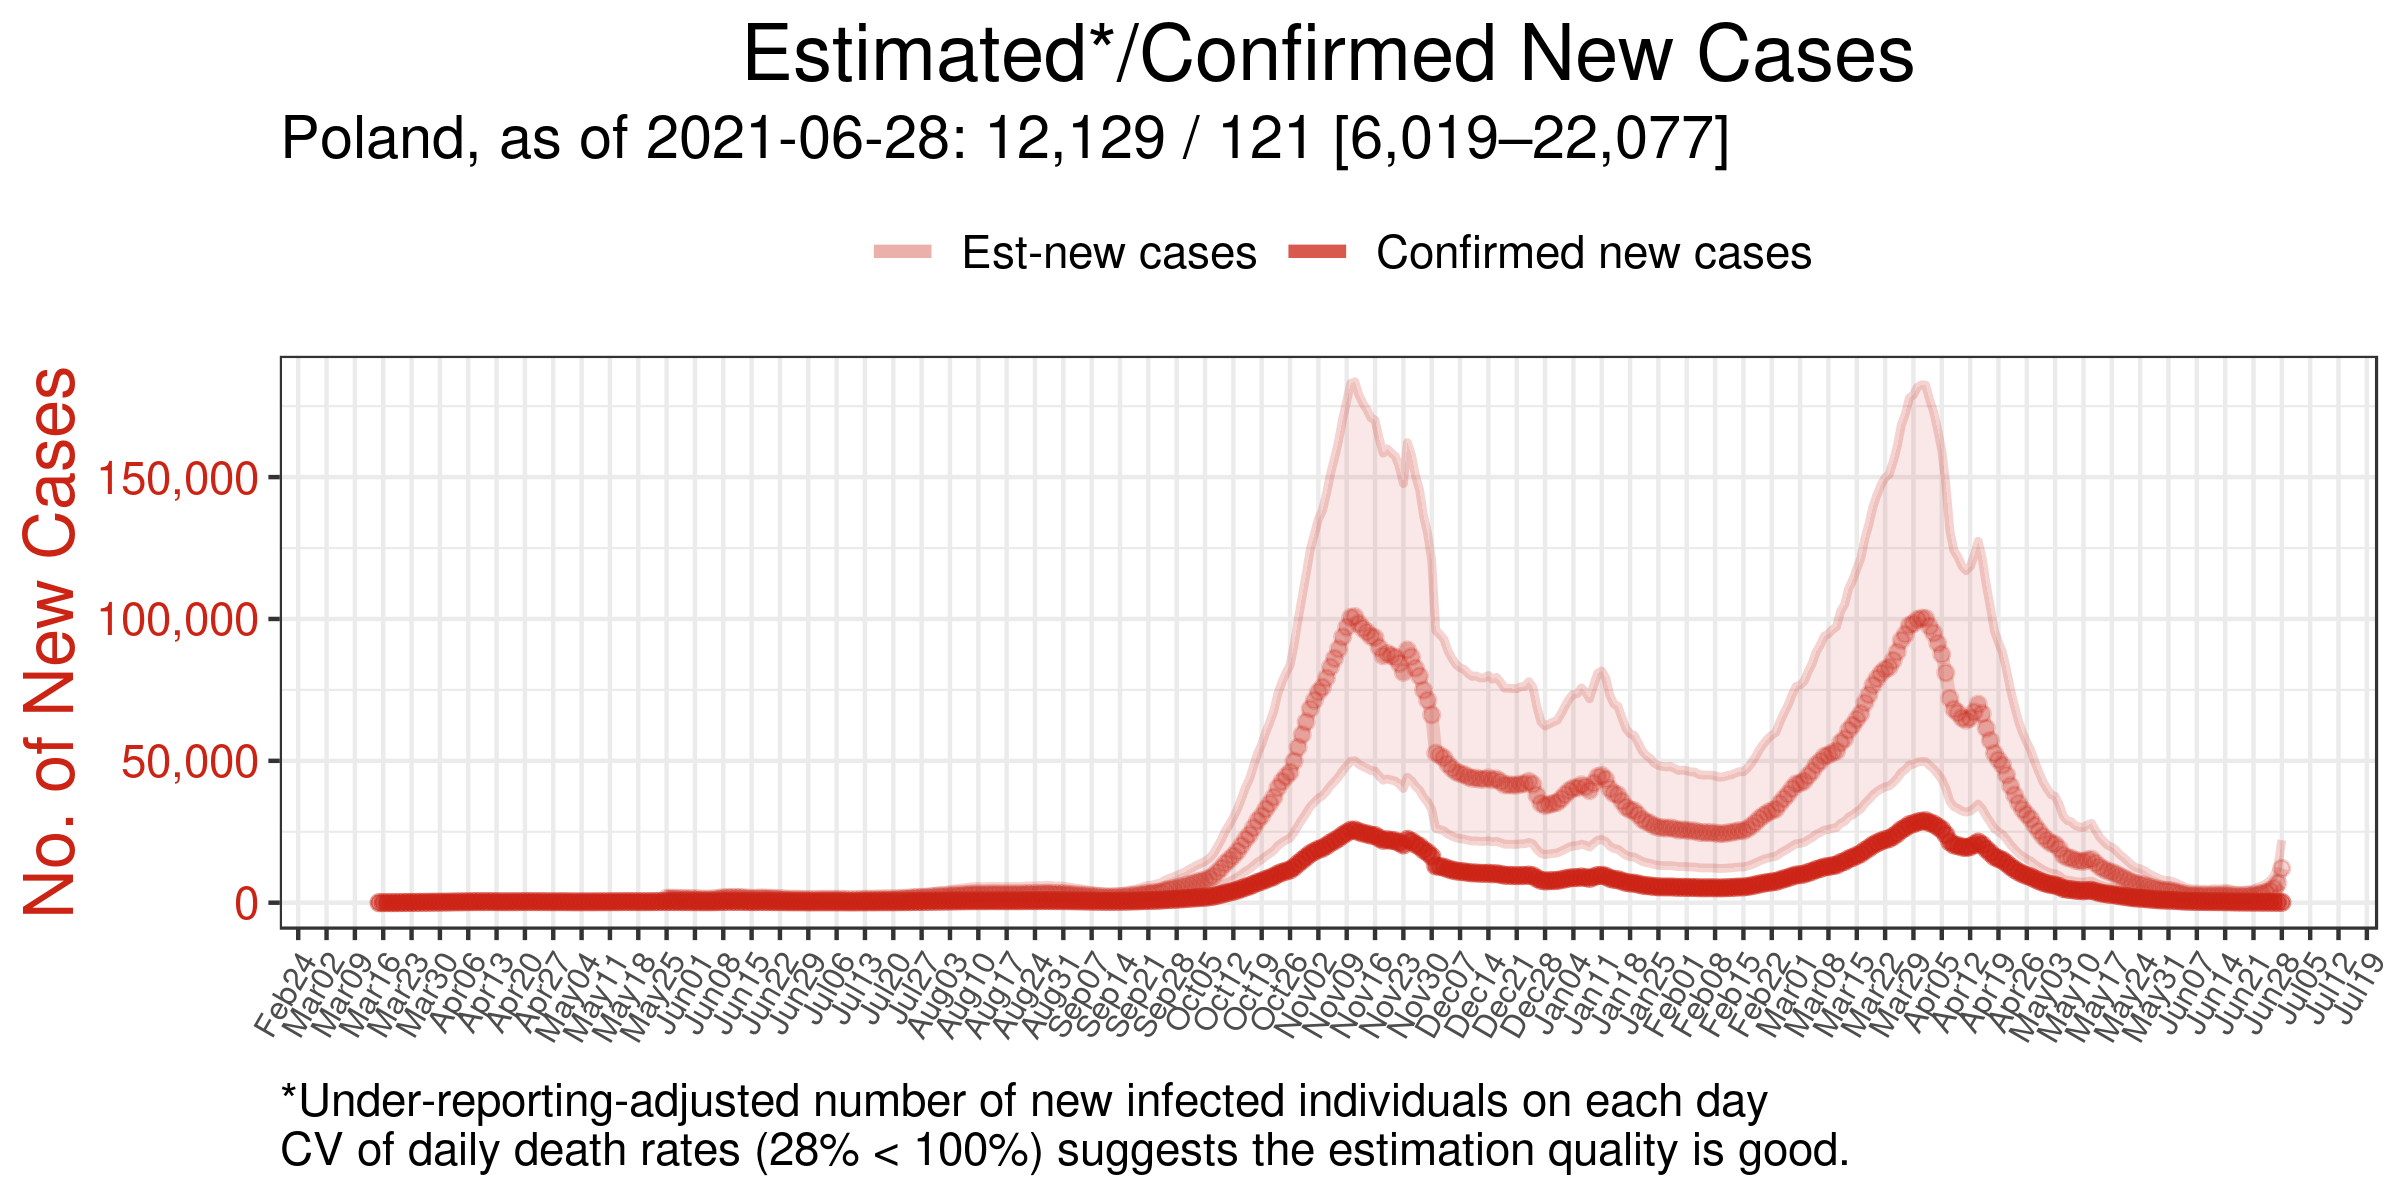 Estimated*/Confirmed New Cases
Poland, as of 2021-06-28: 12,129 / 121 [6,019–22,077]
Est-new cases
Confirmed new cases
No. of New Cases
150,000
100,000
50,000
0
Feb24
Mar02
Mar09
Mar16
Mar23
Mar30
Apr06
Apr13
Apr20
Apr27
May04
May11
May18
May25
Jun01
Jun08
Jun15
Jun22
Jun29
Jul06
Jul13
Jul20
Jul27
Aug03
Aug10
Aug17
Aug24
Aug31
Sep07
Sep14
Sep21
Sep28
Oct05
Oct12
Oct19
Oct26
Nov02
Nov09
Nov16
Nov23
Nov30
Dec07
Dec14
Dec21
Dec28
Jan04
Jan11
Jan18
Jan25
Feb01
Feb08
Feb15
Feb22
Mar01
Mar08
Mar15
Mar22
Mar29
Apr05
Apr12
Apr19
Apr26
May03
May10
May17
May24
May31
Jun07
Jun14
Jun21
Jun28
Jul05
Jul12
Jul19
*Under-reporting-adjusted number of new infected individuals on each day
CV of daily death rates (28% < 100%) suggests the estimation quality is good.